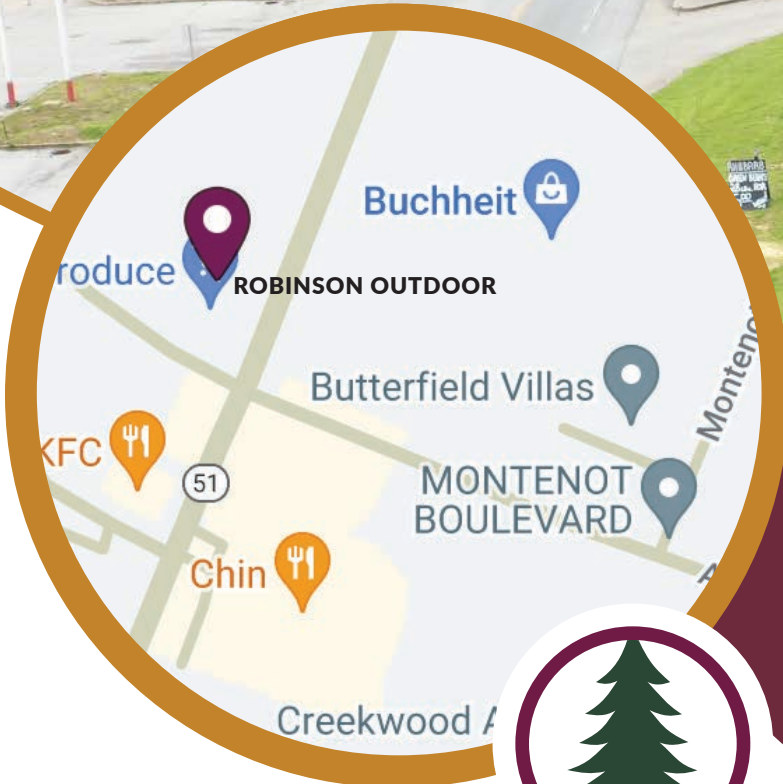 Buchheit
roduce
ROBINSON OUTDOOR
Butterfield Villas
Monteno
KFC
51
MONTENOT
BOULEVARD
Chin
A
Creekwood A